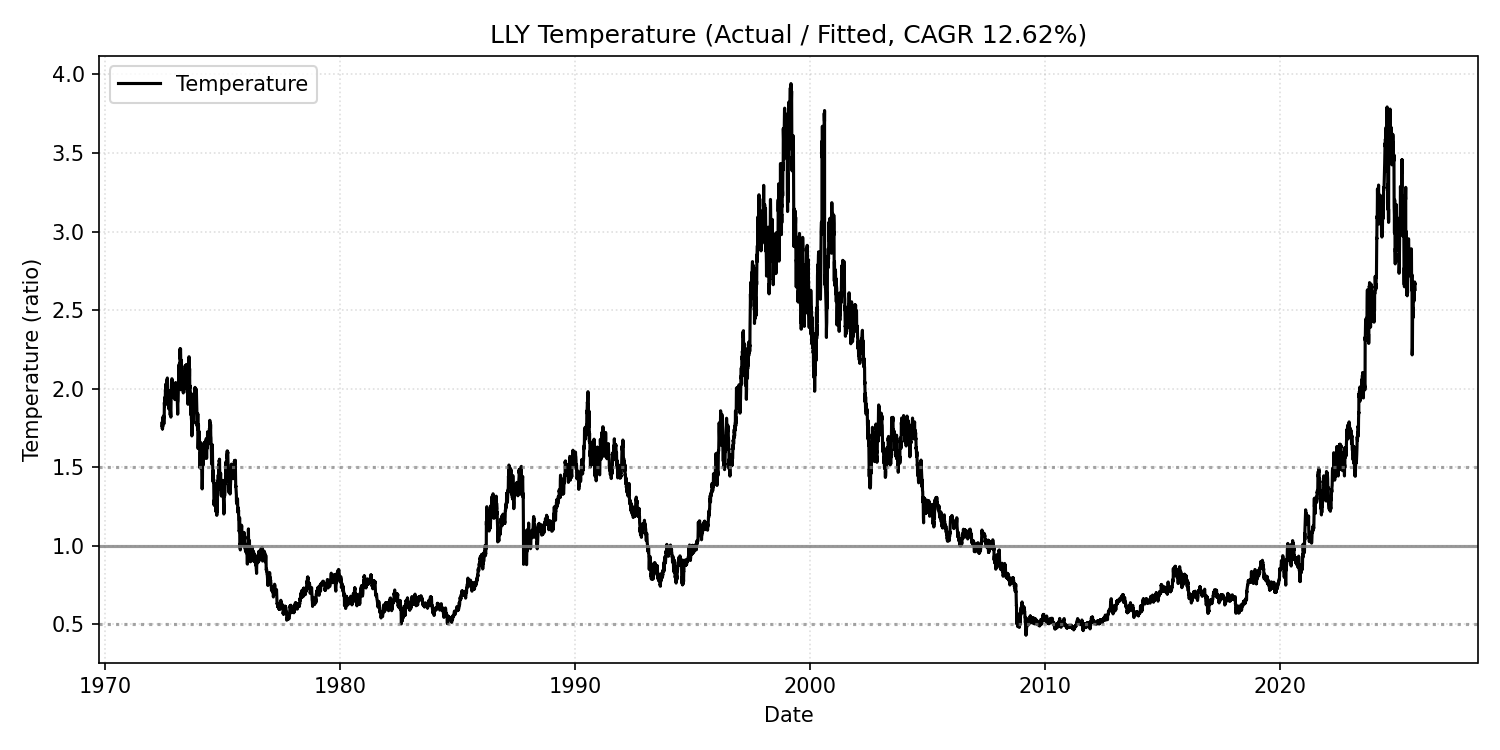 LLY Temperature (Actual / Fitted, CAGR 12.62%)
Temperature
Temperature (ratio)
4.0
3.5
3.0
2.5
2.0
1.5
1.0
0.5
1970 1980 1990 2000 2010 2020
Date